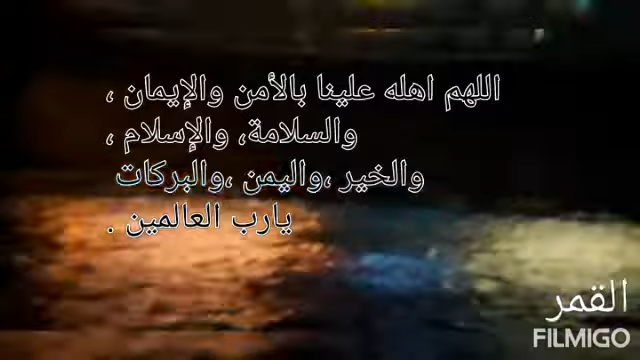 اللهم اهله علينا بالأمن والإيمان ،
والسلامة، والإسلام ،
والخير ،واليمن ،والبركات
يارب العالمين .
القمر
FILMIGO